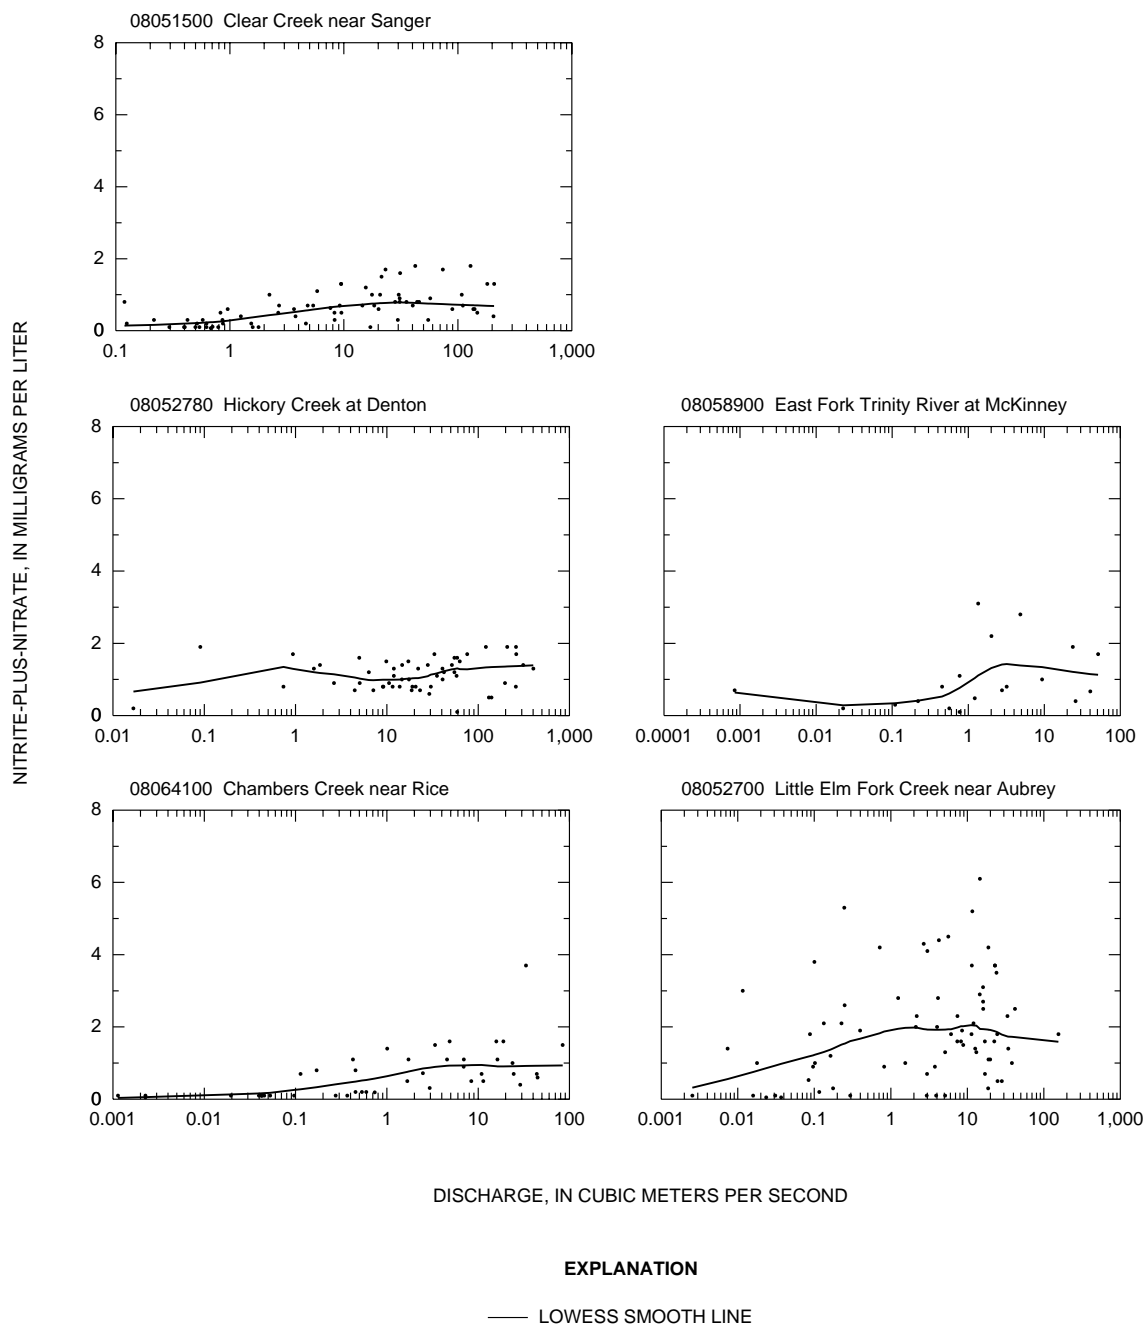 NITRITE-PLUS-NITRATE, IN MILLIGRAMS PER LITER
08051500 Clear Creek near Sanger
8
6
4
2
0
0.1 1 10 100 1,000
08052780 Hickory Creek at Denton
8
6
4
2
0
0.01 0.1 1 10 100 1,000
08058900 East Fork Trinity River at McKinney
0.0001 0.001 0.01 0.1 1 10 100
08064100 Chambers Creek near Rice
8
6
4
2
0
0.001 0.01 0.1 1 10 100
08052700 Little Elm Fork Creek near Aubrey
0.001 0.01 0.1 1 10 100 1,000
DISCHARGE, IN CUBIC METERS PER SECOND
EXPLANATION
LOWESS SMOOTH LINE